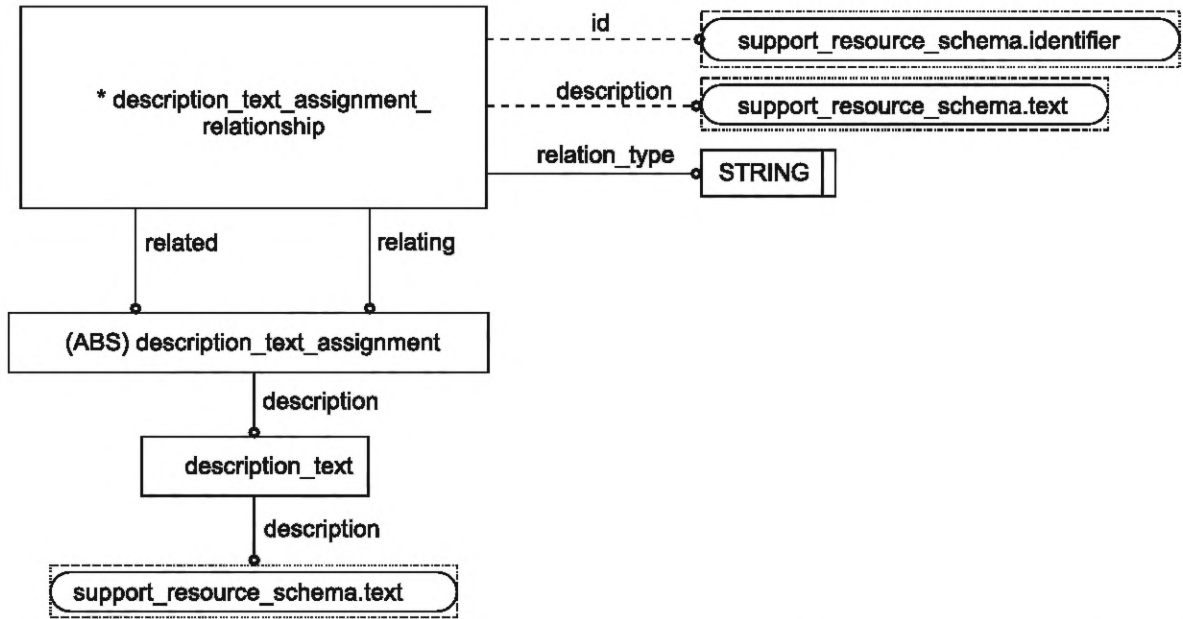 id
support_resource_schema.identifier
* description_text_assignment_
relationship
description
support_resource_schema.text
relation_type
STRING
related
relating
(ABS) description_text_assignment
description
description_text
description
support_resource_schema.text